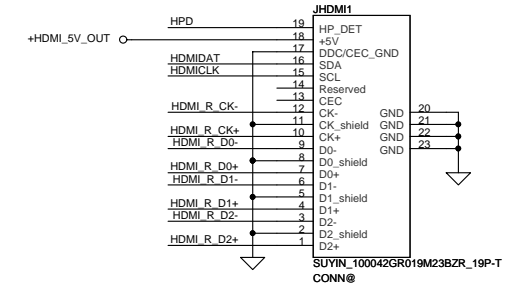 JHDMI1
HPD 19 HP_DET
+HDMI_5V_OUT 18 +5V
17 DDC/CEC_GND
HDMIDAT 16 SDA
HDMICLK 15 SCL
14 Reserved
13 CEC
HDMI_R_CK- 12 CK- GND 20
11 CK_shield GND 21
HDMI_R_CK+ 10 CK+ GND 22
HDMI_R_D0- 9 D0- GND 23
8 D0_shield
HDMI_R_D0+ 7 D0+
HDMI_R_D1- 6 D1-
5 D1_shield
HDMI_R_D1+ 4 D1+
HDMI_R_D2- 3 D2-
2 D2_shield
HDMI_R_D2+ 1 D2+
SUYIN_100042GR019M23BZR_19P-T
CONN@